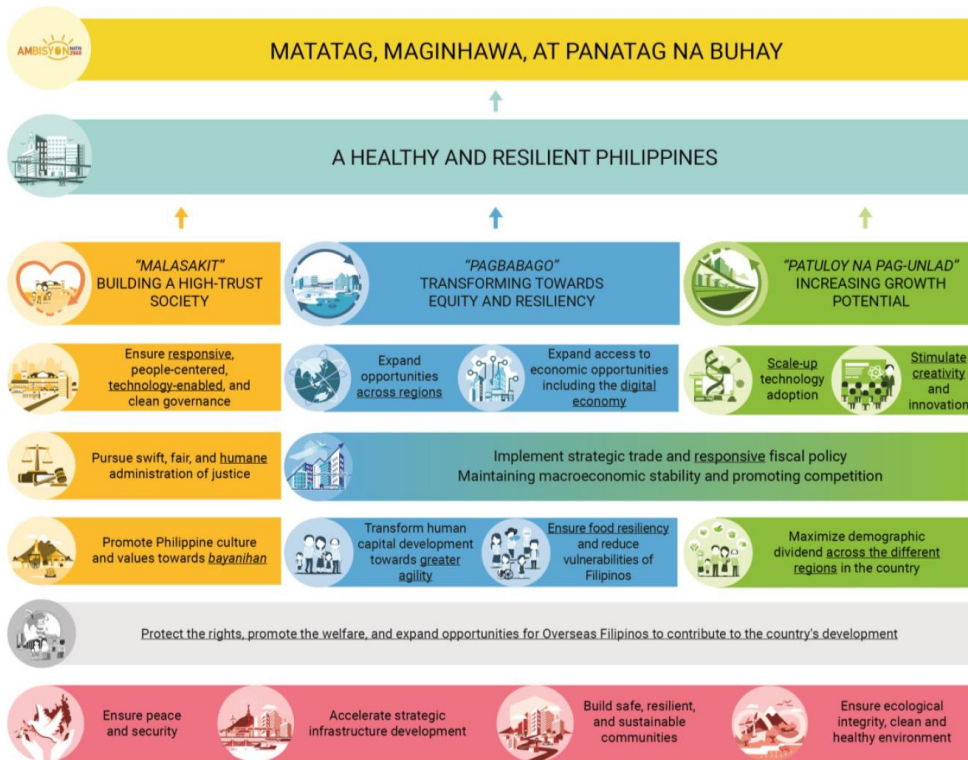 AMBISYON NATIN
2040
MATATAG, MAGINHAWA, AT PANATAG NA BUHAY
A HEALTHY AND RESILIENT PHILIPPINES
"MALASAKIT"
BUILDING A HIGH-TRUST
SOCIETY
"PAGBABAGO"
TRANSFORMING TOWARDS
EQUITY AND RESILIENCY
"PATULOY NA PAG-UNLAD"
INCREASING GROWTH
POTENTIAL
Ensure responsive,
people-centered,
technology-enabled, and
clean governance
Expand
opportunities
across regions
Expand access to
economic opportunities
including the digital
economy
Scale-up
technology
adoption
Stimulate
creativity
and
innovation
Pursue swift, fair, and humane
administration of justice
Implement strategic trade and responsive fiscal policy
Maintaining macroeconomic stability and promoting competition
Promote Philippine culture
and values towards bayanihan
Transform human
capital development
towards greater
agility
Ensure food resiliency
and reduce
vulnerabilities of
Filipinos
Maximize demographic
dividend across the different
regions in the country
Protect the rights, promote the welfare, and expand opportunities for Overseas Filipinos to contribute to the country's development
Ensure peace
and security
Accelerate strategic
infrastructure development
Build safe, resilient,
and sustainable
communities
Ensure ecological
integrity, clean and
healthy environment